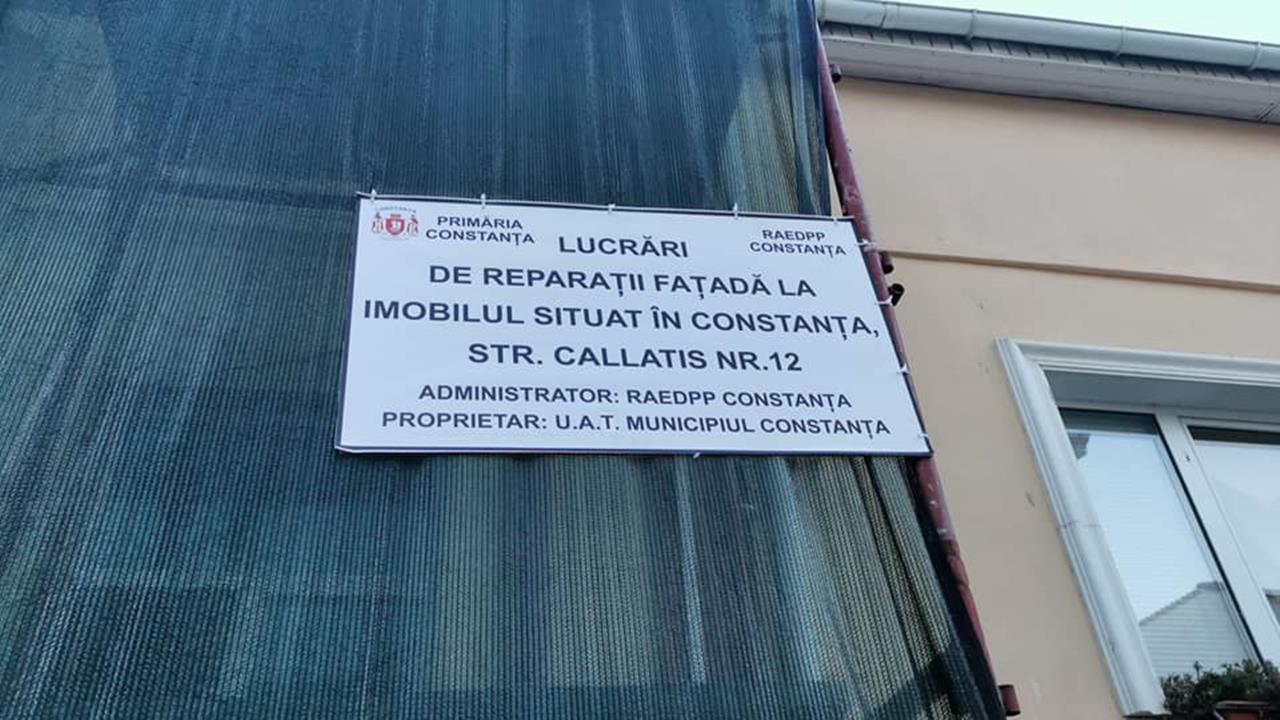 CONSTANȚA
PRIMĂRIA
CONSTANȚA
RAEDPP
CONSTANȚA
LUCRĂRI
DE REPARAȚII FAȚADĂ LA
IMOBILUL SITUAT ÎN CONSTANȚA,
STR. CALLATIS NR.12
ADMINISTRATOR: RAEDPP CONSTANȚA
PROPRIETAR: U.A.T. MUNICIPIUL CONSTANȚA